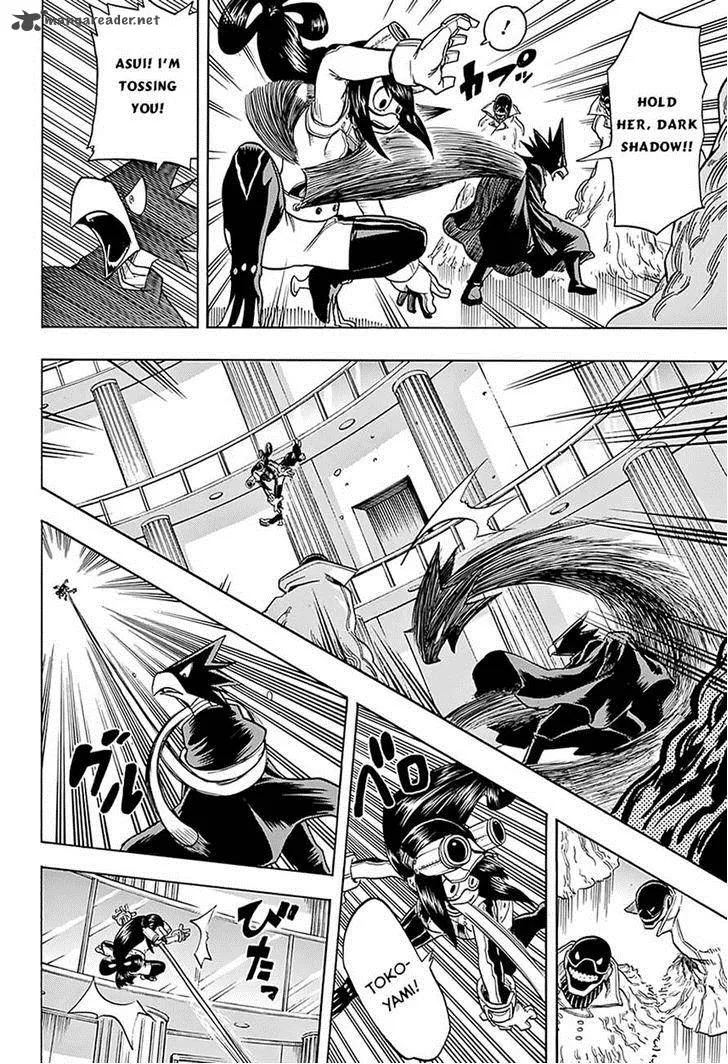 mangareader.net
HOLD
HER, DARK
SHADOW!!
!
カプッ
ASUI! I'M
TOSSING
YOU!
ベロ
TOKO-
YAMI!
グルッ
びたっ